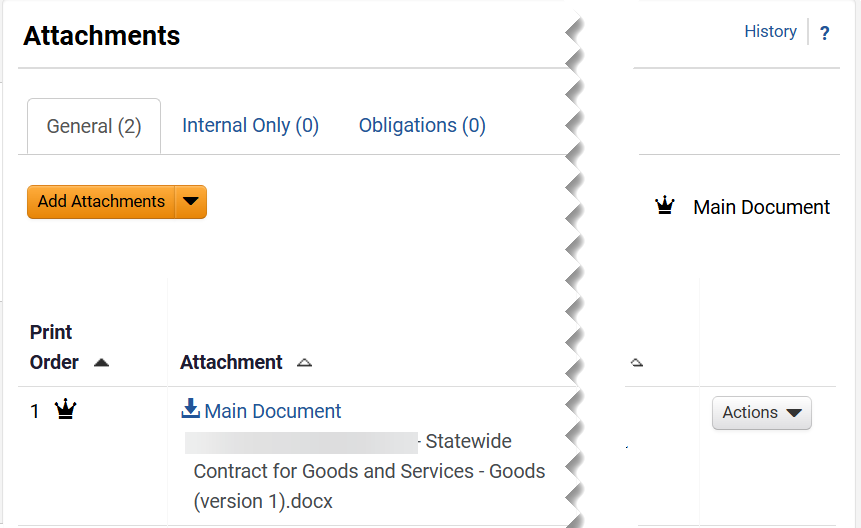 Attachments
History
?
General (2)
Internal Only (0)
Obligations (0)
Add Attachments
Main Document
Print
Order
Attachment
1
Main Document
- Statewide
Contract for Goods and Services - Goods
(version 1).docx
Actions